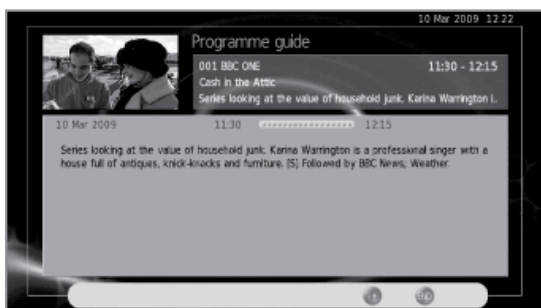 10 Mar 2009 12:22
Programme guide
001 BBC ONE 11:30 - 12:15
Cash in the Attic
Series looking at the value of household junk. Karina Warrington i..
10 Mar 2009 11:30 12:15
Series looking at the value of household junk. Karina Warrington is a professional singer with a
house full of antiques, knick-knacks and furniture. [S] Followed by BBC News; Weather.
END